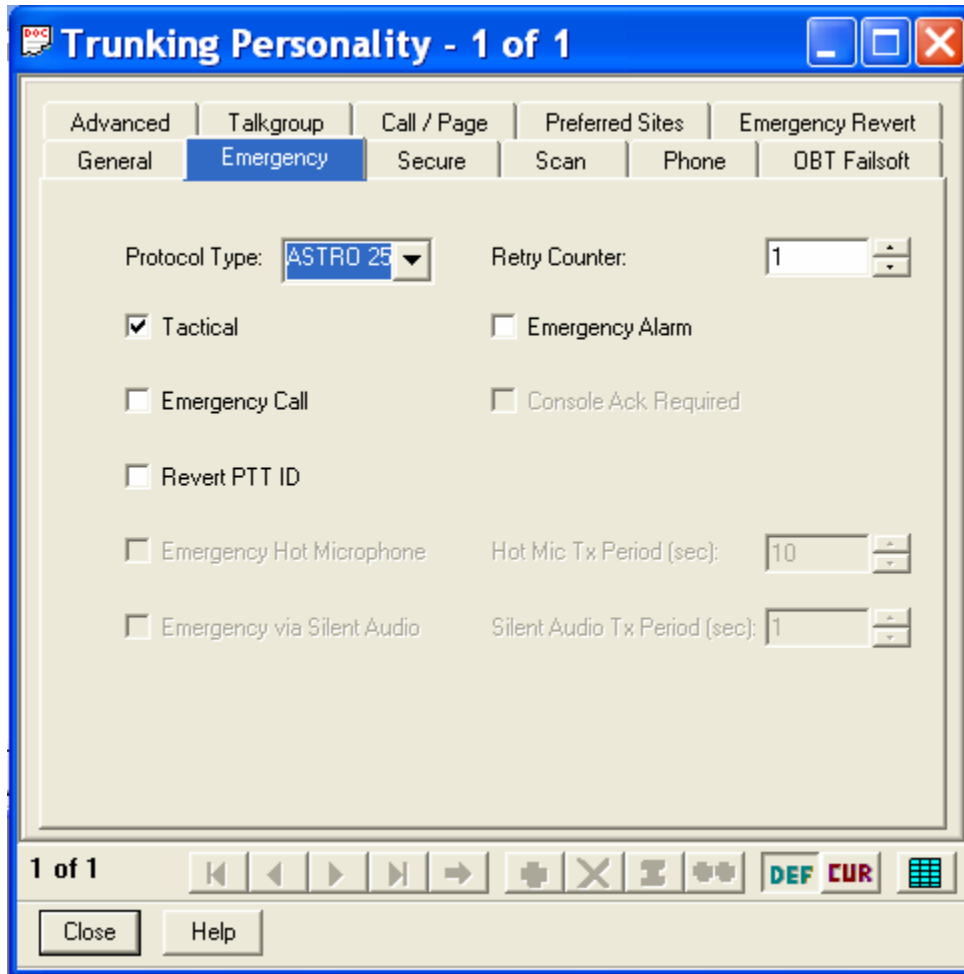 DOC
Trunking Personality - 1 of 1
Advanced Talkgroup Call / Page Preferred Sites Emergency Revert
General Emergency Secure Scan Phone OBT Failsoft
Protocol Type: ASTRO 25 Retry Counter: 1
Tactical Emergency Alarm
Emergency Call Console Ack Required
Revert PTT ID
Emergency Hot Microphone Hot Mic Tx Period (sec): 10
Emergency via Silent Audio Silent Audio Tx Period (sec): 1
1 of 1 DEF CUR
Close Help